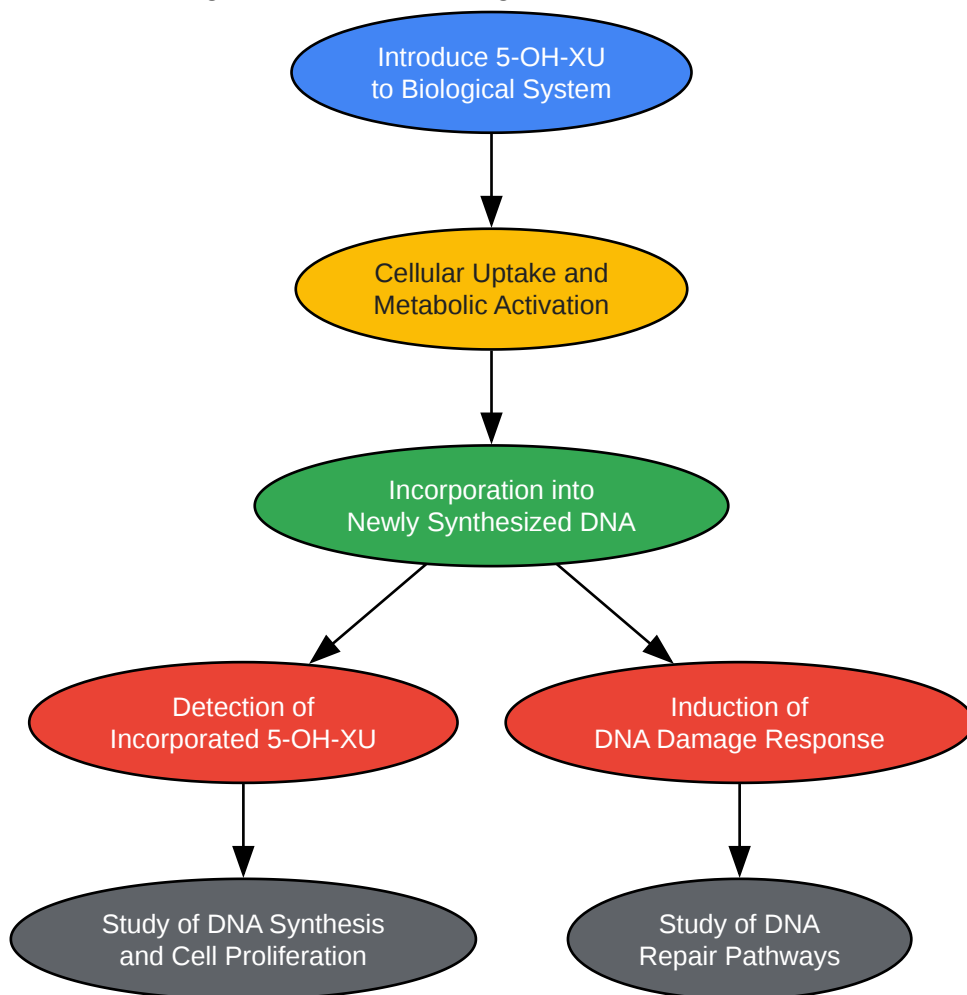 Introduce 5-OH-XU
to Biological System
Cellular Uptake and
Metabolic Activation
Incorporation into
Newly Synthesized DNA
Detection of
Incorporated 5-OH-XU
Induction of
DNA Damage Response
Study of DNA Synthesis
and Cell Proliferation
Study of DNA
Repair Pathways